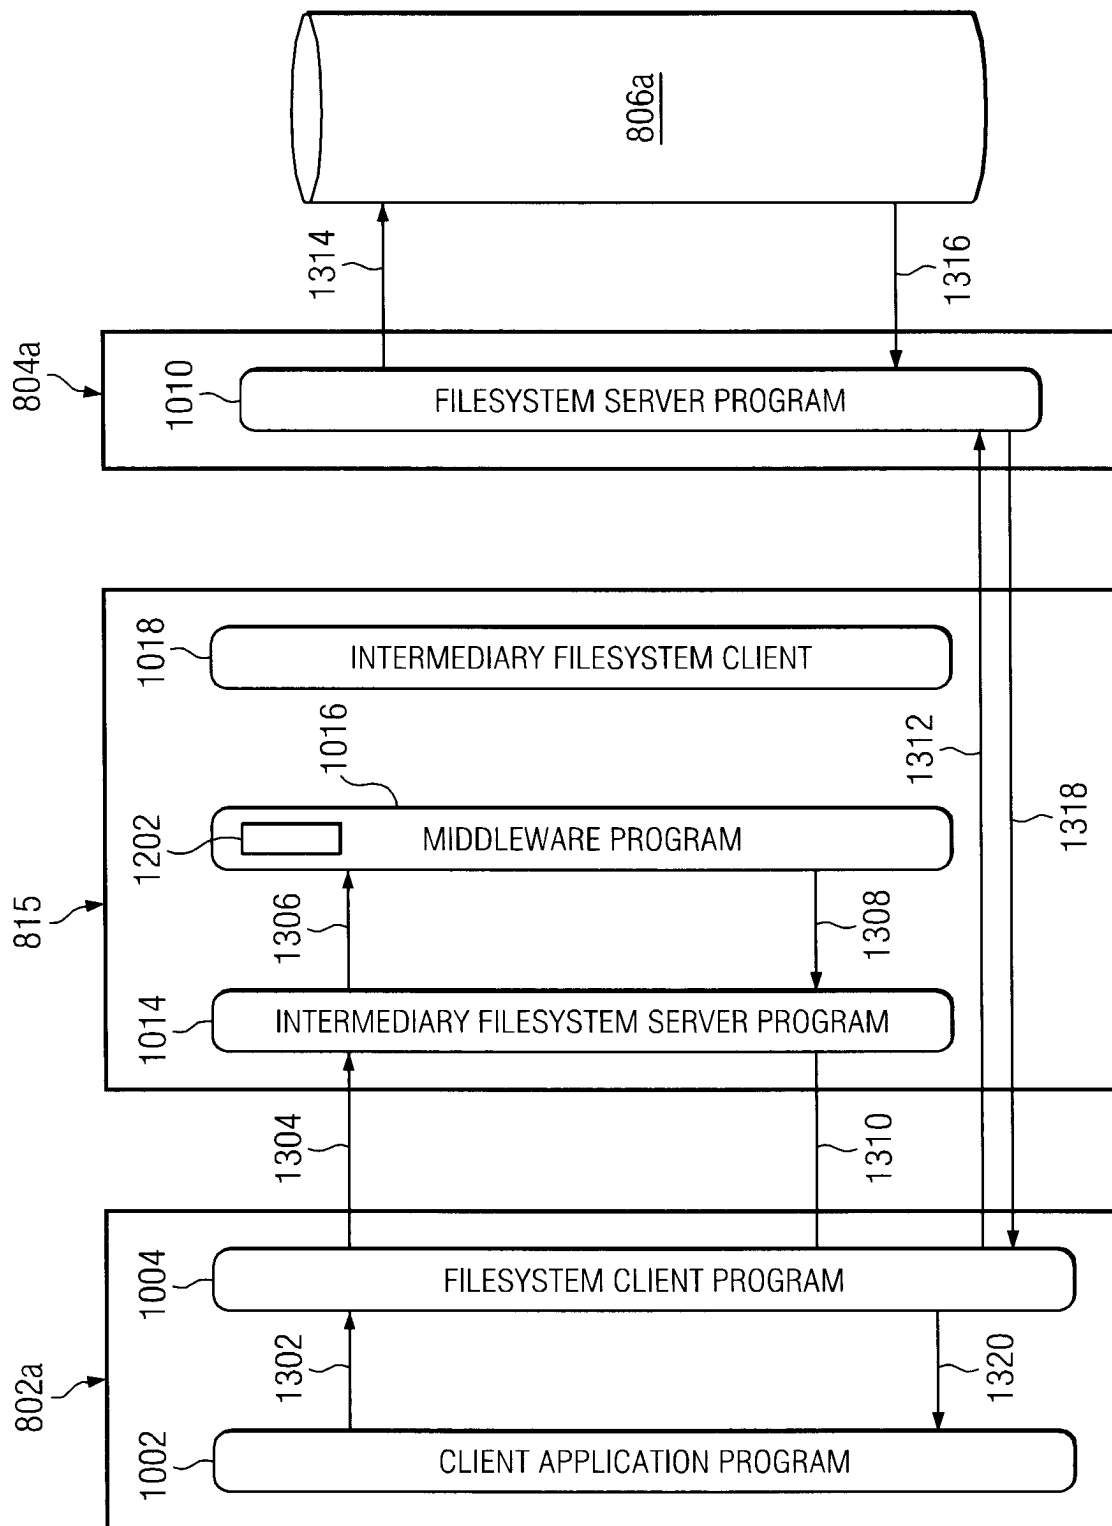 802a
1002
CLIENT APPLICATION PROGRAM
1302
1320
1004
FILESYSTEM CLIENT PROGRAM
1304
1310
815
1014
INTERMEDIARY FILESYSTEM SERVER PROGRAM
1306
1308
1202
MIDDLEWARE PROGRAM
1016
1018
INTERMEDIARY FILESYSTEM CLIENT
1312
1318
804a
1010
FILESYSTEM SERVER PROGRAM
1314
1316
806a